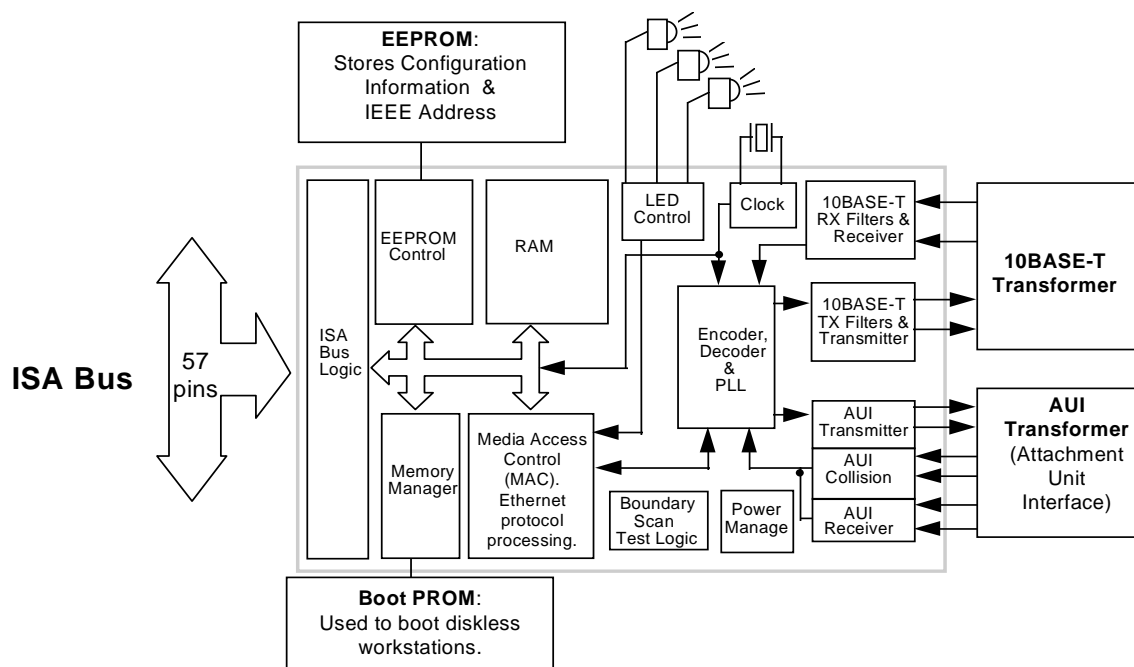 EEPROM:
Stores Configuration
Information &
IEEE Address
LED
Control
Clock
10BASE-T
RX Filters &
Receiver
10BASE-T
Transformer
EEPROM
Control
RAM
ISA
Bus
Logic
Encoder,
Decoder
&
PLL
10BASE-T
TX Filters &
Transmitter
ISA Bus
57
pins
Memory
Manager
Media Access
Control
(MAC).
Ethernet
protocol
processing.
Boundary
Scan
Test Logic
Power
Manage
AUI
Transmitter
AUI
Collision
AUI
Receiver
AUI
Transformer
(Attachment
Unit
Interface)
Boot PROM:
Used to boot diskless
workstations.